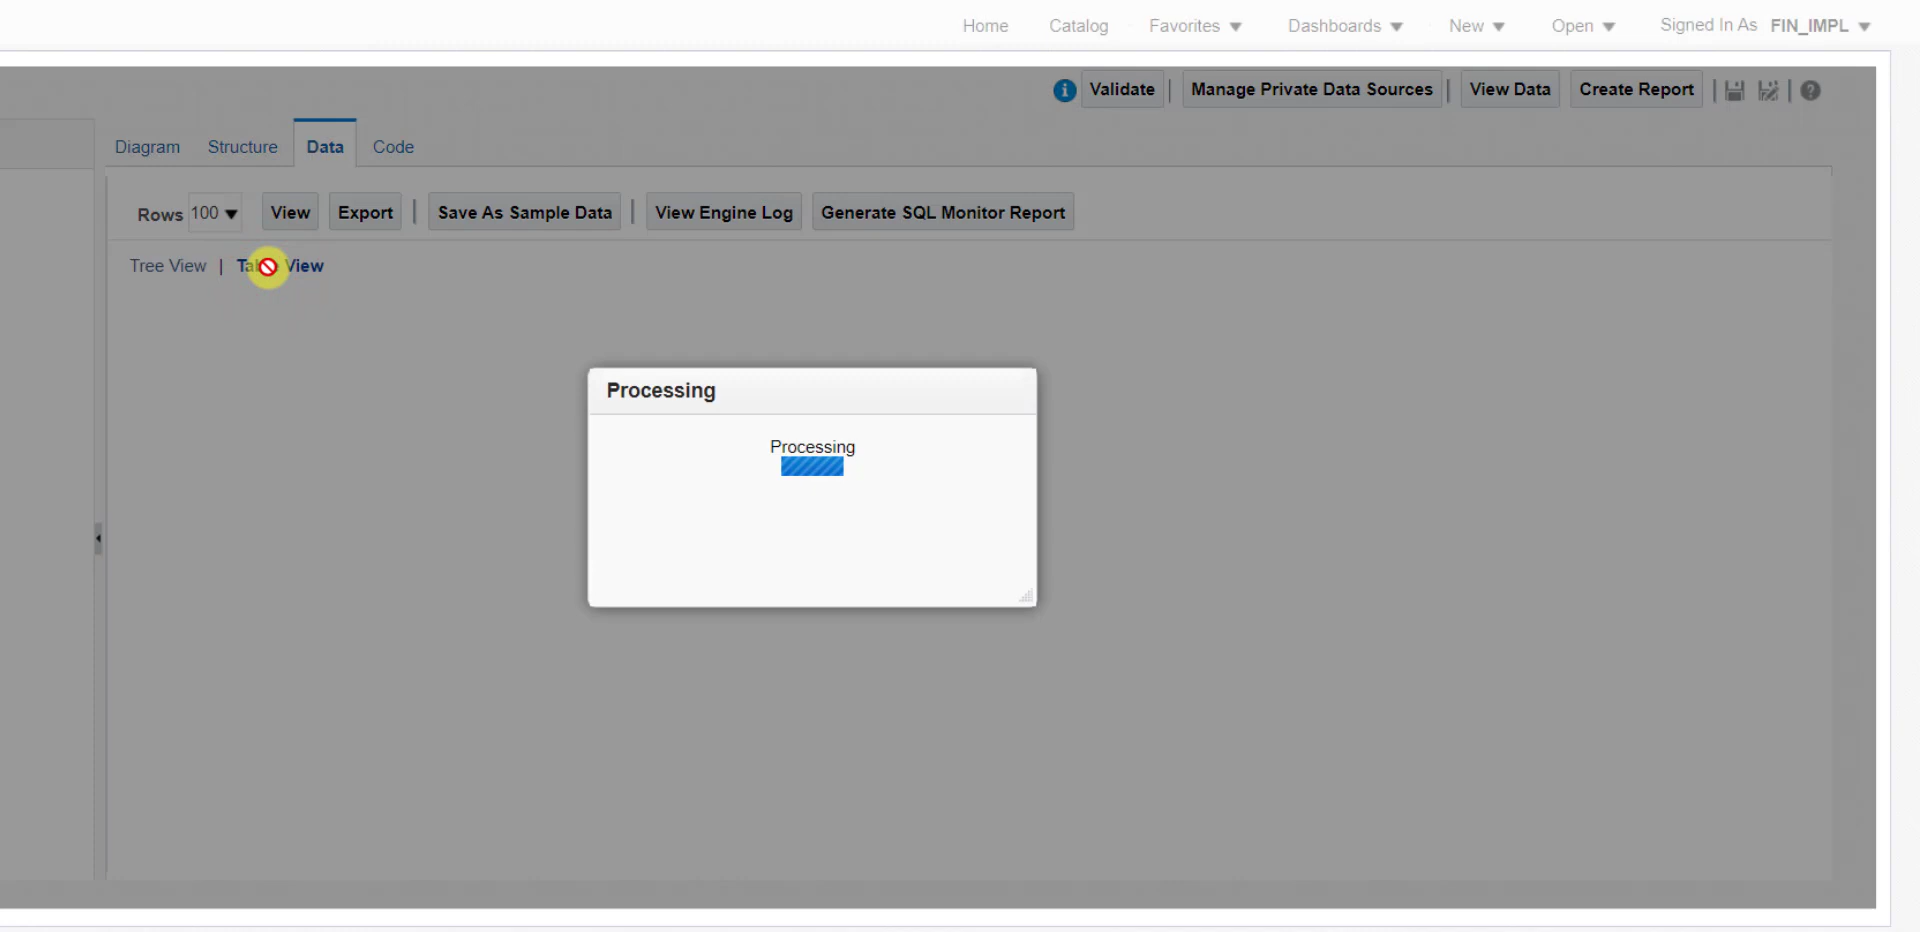 Home Catalog Favorites Dashboards New Open Signed In As FIN_IMPL
Validate Manage Private Data Sources View Data Create Report
Diagram Structure Data Code
Rows 100 View Export Save As Sample Data View Engine Log Generate SQL Monitor Report
Tree View | View
Processing
Processing